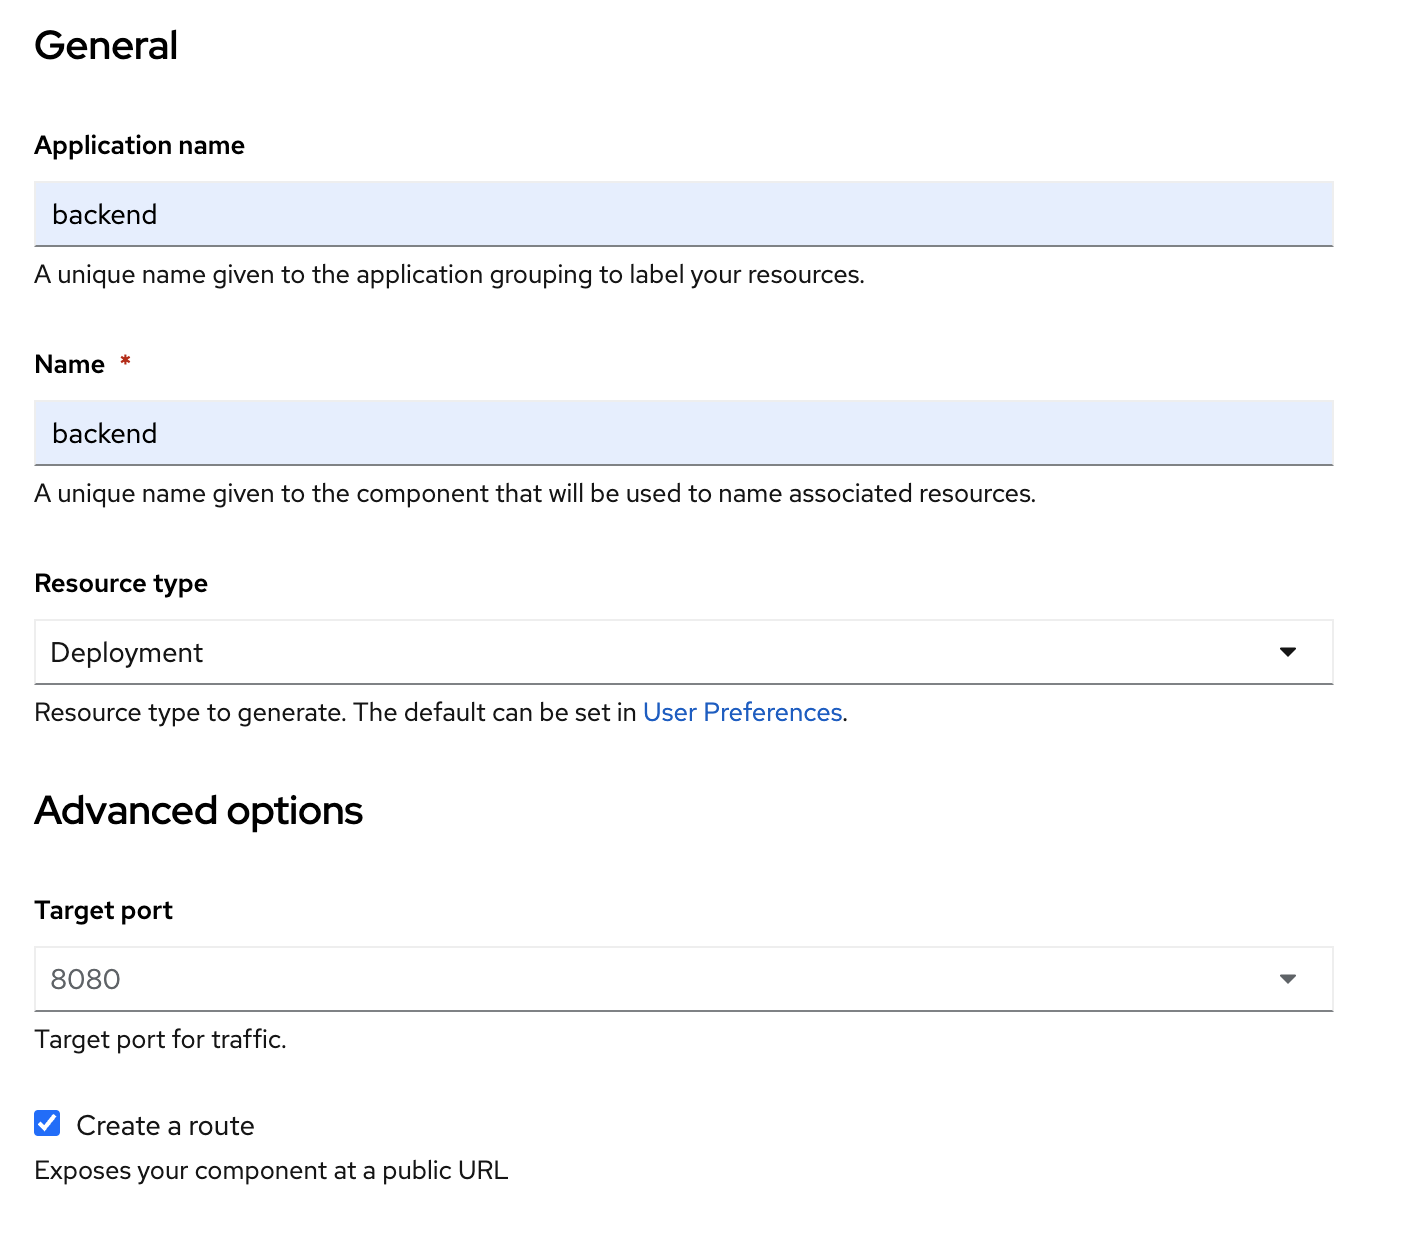 General
Application name
backend
A unique name given to the application grouping to label your resources.
Name *
backend
A unique name given to the component that will be used to name associated resources.
Resource type
Deployment
Resource type to generate. The default can be set in User Preferences.
Advanced options
Target port
8080
Target port for traffic.
Create a route
Exposes your component at a public URL